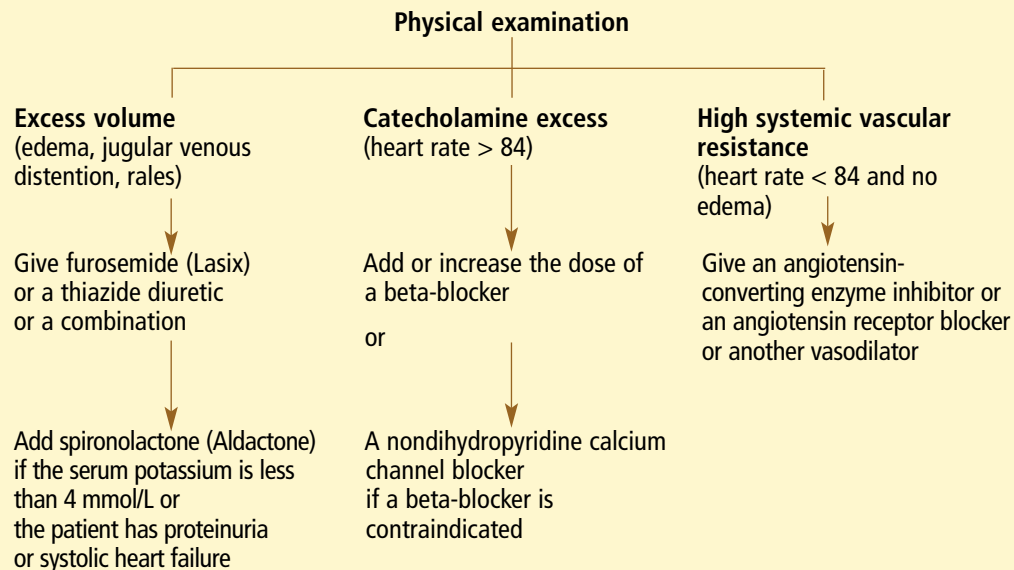 Physical examination
Excess volume
(edema, jugular venous
distention, rales)
Give furosemide (Lasix)
or a thiazide diuretic
or a combination
Add spironolactone (Aldactone)
if the serum potassium is less
than 4 mmol/L or
the patient has proteinuria
or systolic heart failure
Catecholamine excess
(heart rate > 84)
Add or increase the dose of
a beta-blocker
or
A nondihydropyridine calcium
channel blocker
if a beta-blocker is
contraindicated
High systemic vascular
resistance
(heart rate < 84 and no
edema)
Give an angiotensin-
converting enzyme inhibitor or
an angiotensin receptor blocker
or another vasodilator